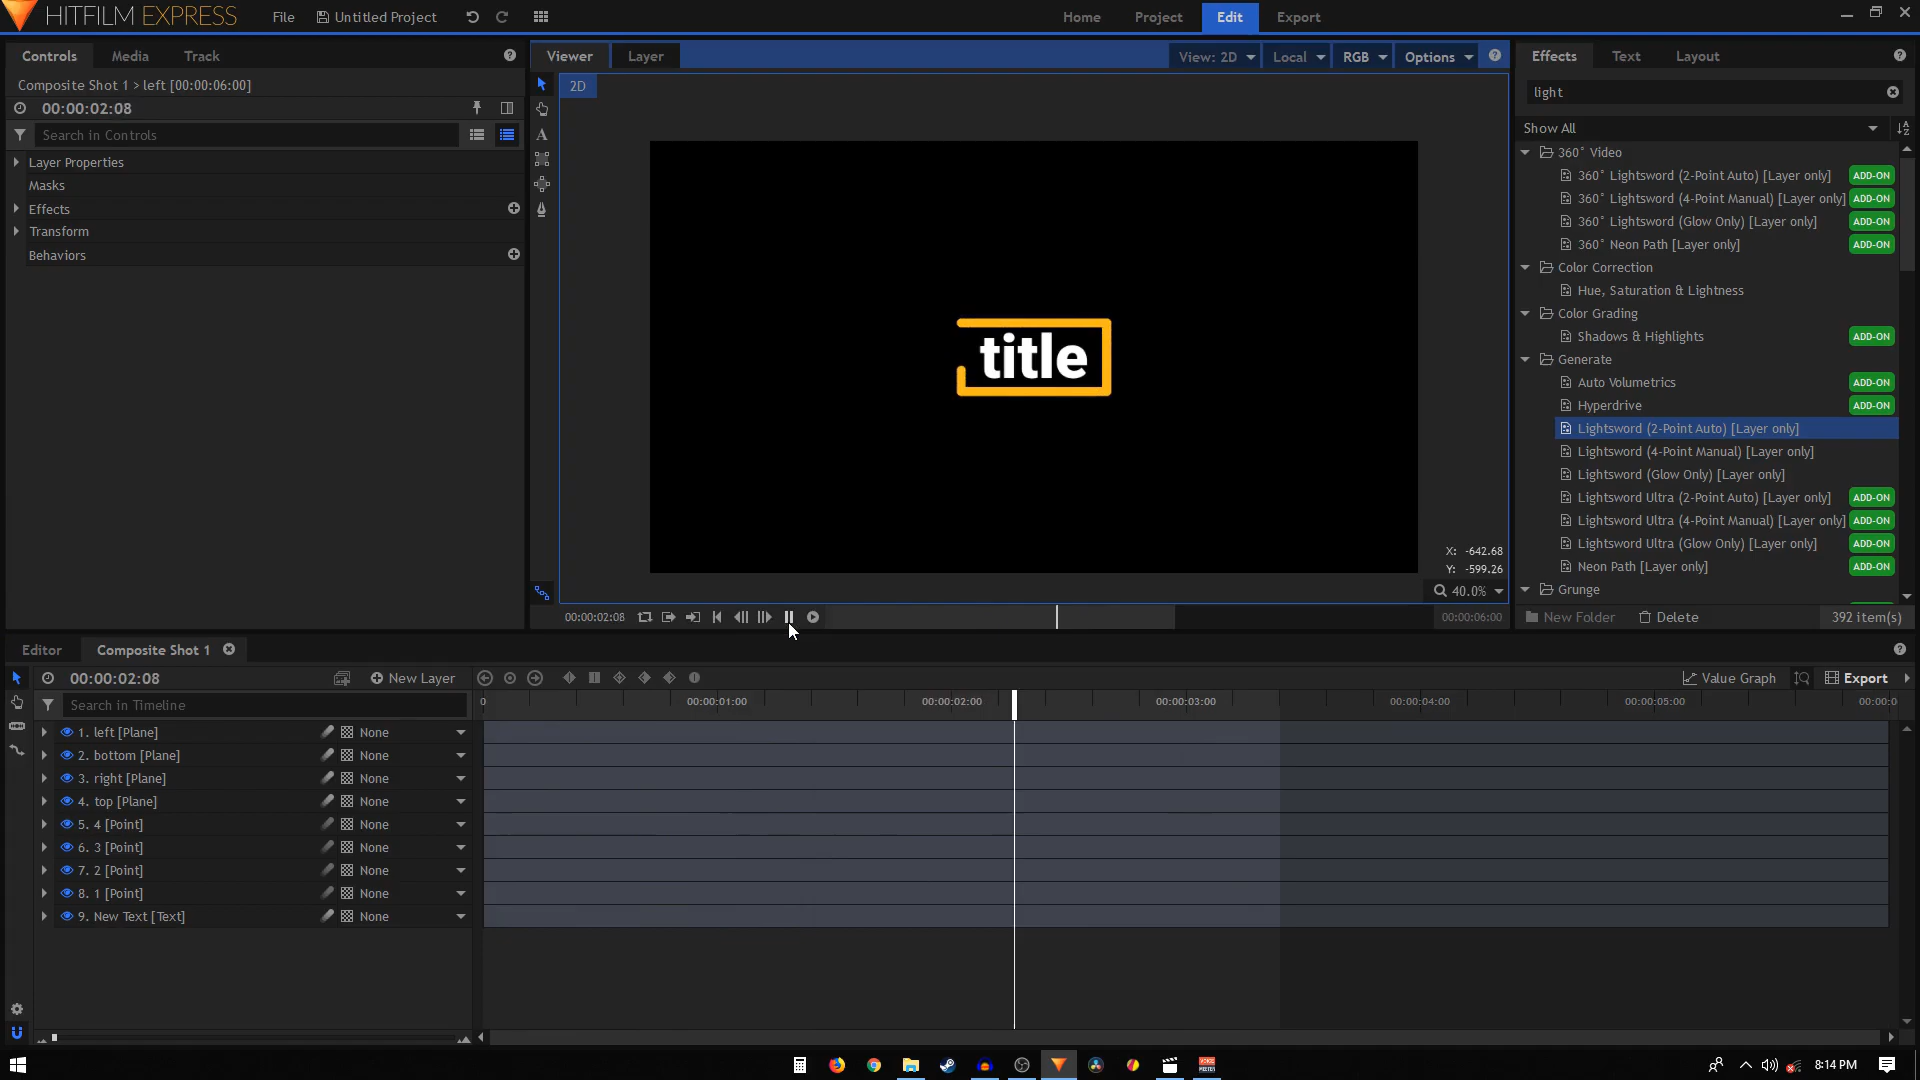 HITFILM EXPRESS
File
Untitled Project
Home
Project
Edit
Export
Controls
Media
Track
Composite Shot 1 > left [00:00:06:00]
00:00:02:08
Search in Controls
Layer Properties
Masks
Effects
Transform
Behaviors
Viewer
Layer
View: 2D
Local
RGB
Options
2D
title
X: -642.68
Y: -599.26
40.0%
00:00:02:08
00:00:06:00
Effects
Text
Layout
light
Show All
360° Video
360° Lightsword (2-Point Auto) [Layer only] ADD-ON
360° Lightsword (4-Point Manual) [Layer only] ADD-ON
360° Lightsword (Glow Only) [Layer only] ADD-ON
360° Neon Path [Layer only] ADD-ON
Color Correction
Hue, Saturation & Lightness
Color Grading
Shadows & Highlights ADD-ON
Generate
Auto Volumetrics ADD-ON
Hyperdrive ADD-ON
Lightsword (2-Point Auto) [Layer only]
Lightsword (4-Point Manual) [Layer only]
Lightsword (Glow Only) [Layer only]
Lightsword Ultra (2-Point Auto) [Layer only] ADD-ON
Lightsword Ultra (4-Point Manual) [Layer only] ADD-ON
Lightsword Ultra (Glow Only) [Layer only] ADD-ON
Neon Path [Layer only] ADD-ON
Grunge
New Folder
Delete
392 item(s)
Editor
Composite Shot 1
00:00:02:08
New Layer
Value Graph
Export
Search in Timeline
0
00:00:01:00
00:00:02:00
00:00:03:00
00:00:04:00
00:00:05:00
00:00:0
1. left [Plane] None
2. bottom [Plane] None
3. right [Plane] None
4. top [Plane] None
5. 4 [Point] None
6. 3 [Point] None
7. 2 [Point] None
8. 1 [Point] None
9. New Text [Text] None
8:14 PM